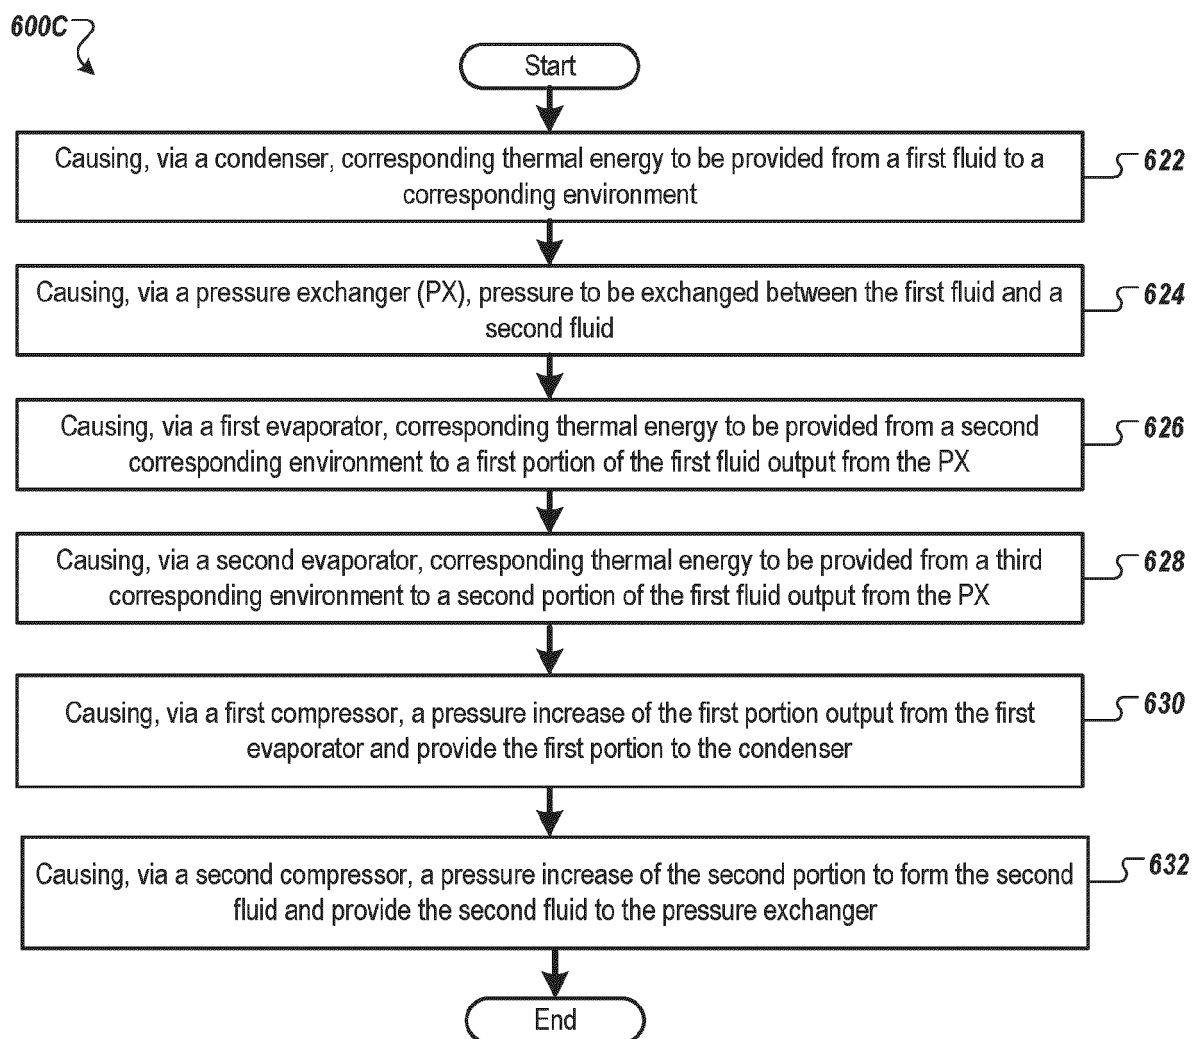 600C
Start
Causing, via a condenser, corresponding thermal energy to be provided from a first fluid to a
corresponding environment
622
Causing, via a pressure exchanger (PX), pressure to be exchanged between the first fluid and a
second fluid
624
Causing, via a first evaporator, corresponding thermal energy to be provided from a second
corresponding environment to a first portion of the first fluid output from the PX
626
Causing, via a second evaporator, corresponding thermal energy to be provided from a third
corresponding environment to a second portion of the first fluid output from the PX
628
Causing, via a first compressor, a pressure increase of the first portion output from the first
evaporator and provide the first portion to the condenser
630
Causing, via a second compressor, a pressure increase of the second portion to form the second
fluid and provide the second fluid to the pressure exchanger
632
End